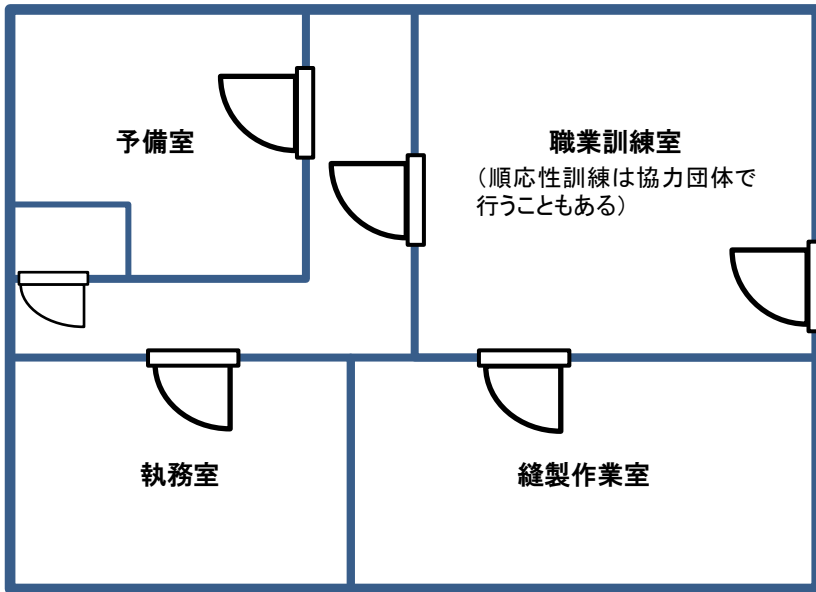 予備室
職業訓練室
（順応性訓練は協力団体で
行うこともある）
執務室
縫製作業室